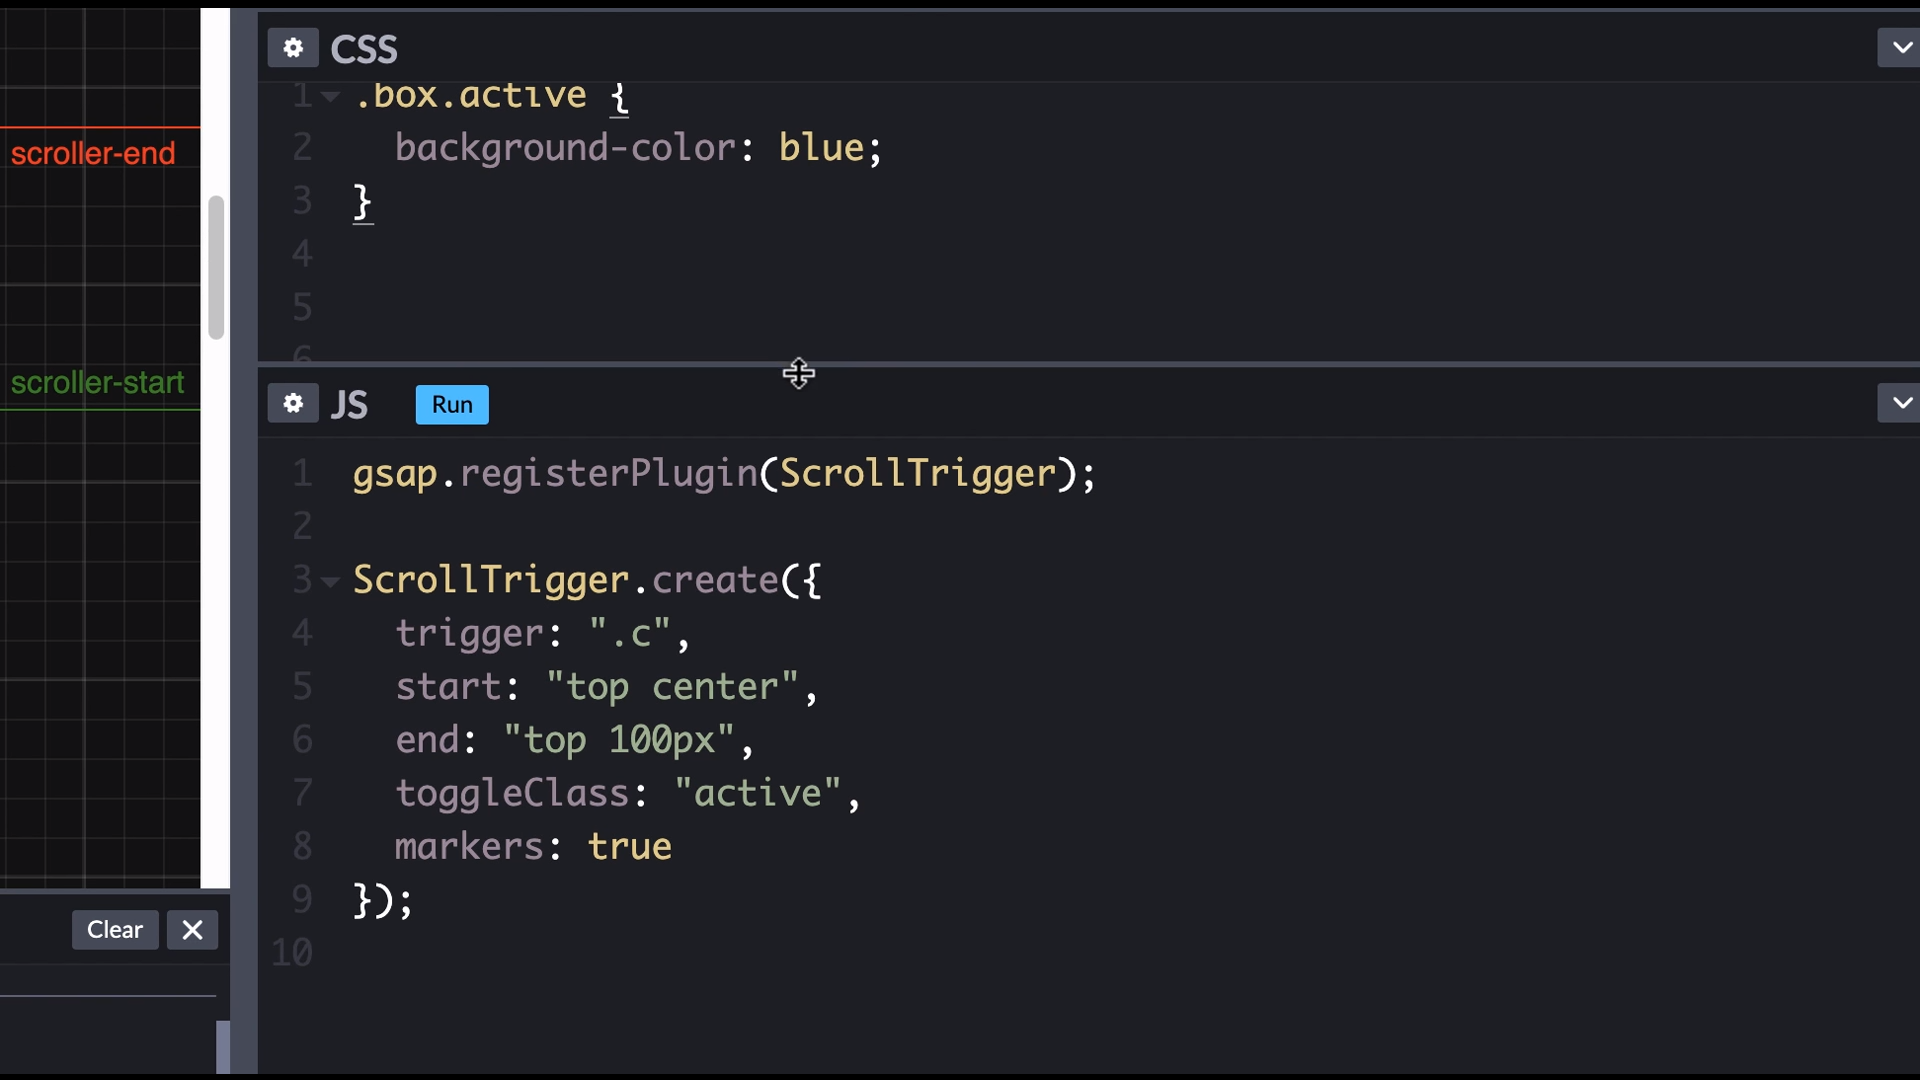 scroller-end
scroller-start
Clear
CSS
1 .box.active {
2 background-color: blue;
3 }
4
5
6
JS Run
1 gsap.registerPlugin(ScrollTrigger);
2
3 ScrollTrigger.create({
4 trigger: ".c",
5 start: "top center",
6 end: "top 100px",
7 toggleClass: "active",
8 markers: true
9 });
10